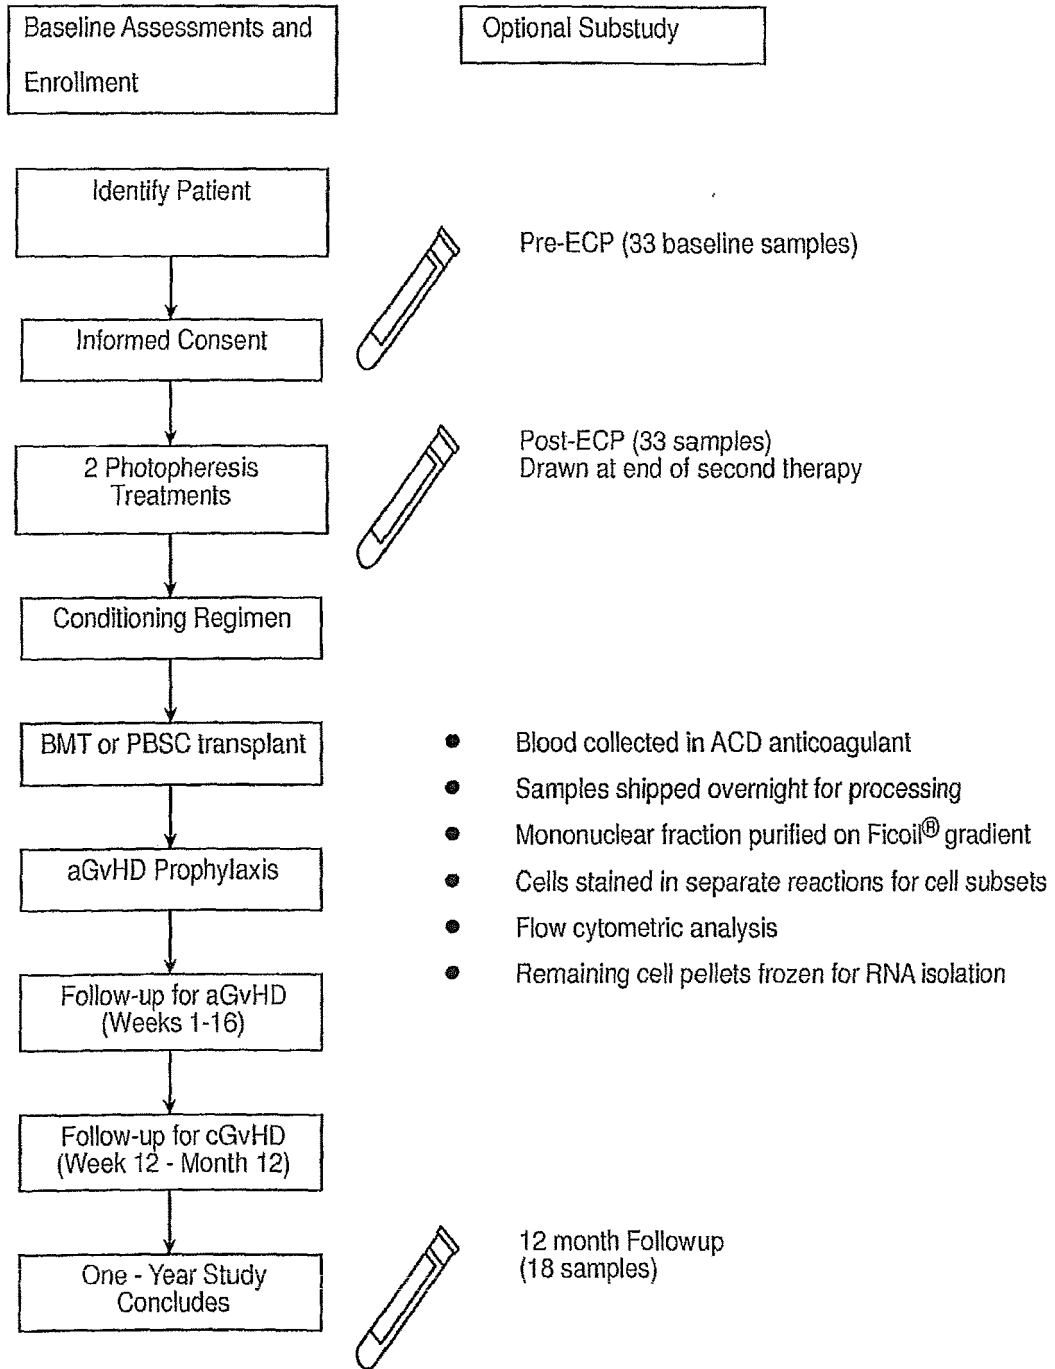 Baseline Assessments and
Enrollment
Optional Substudy
Identify Patient
Pre-ECP (33 baseline samples)
Informed Consent
2 Photopheresis
Treatments
Post-ECP (33 samples)
Drawn at end of second therapy
Conditioning Regimen
BMT or PBSC transplant
aGvHD Prophylaxis
Follow-up for aGvHD
(Weeks 1-16)
Follow-up for cGvHD
(Week 12 - Month 12)
One - Year Study
Concludes
• Blood collected in ACD anticoagulant
• Samples shipped overnight for processing
• Mononuclear fraction purified on Ficoil® gradient
• Cells stained in separate reactions for cell subsets
• Flow cytometric analysis
• Remaining cell pellets frozen for RNA isolation
12 month Followup
(18 samples)